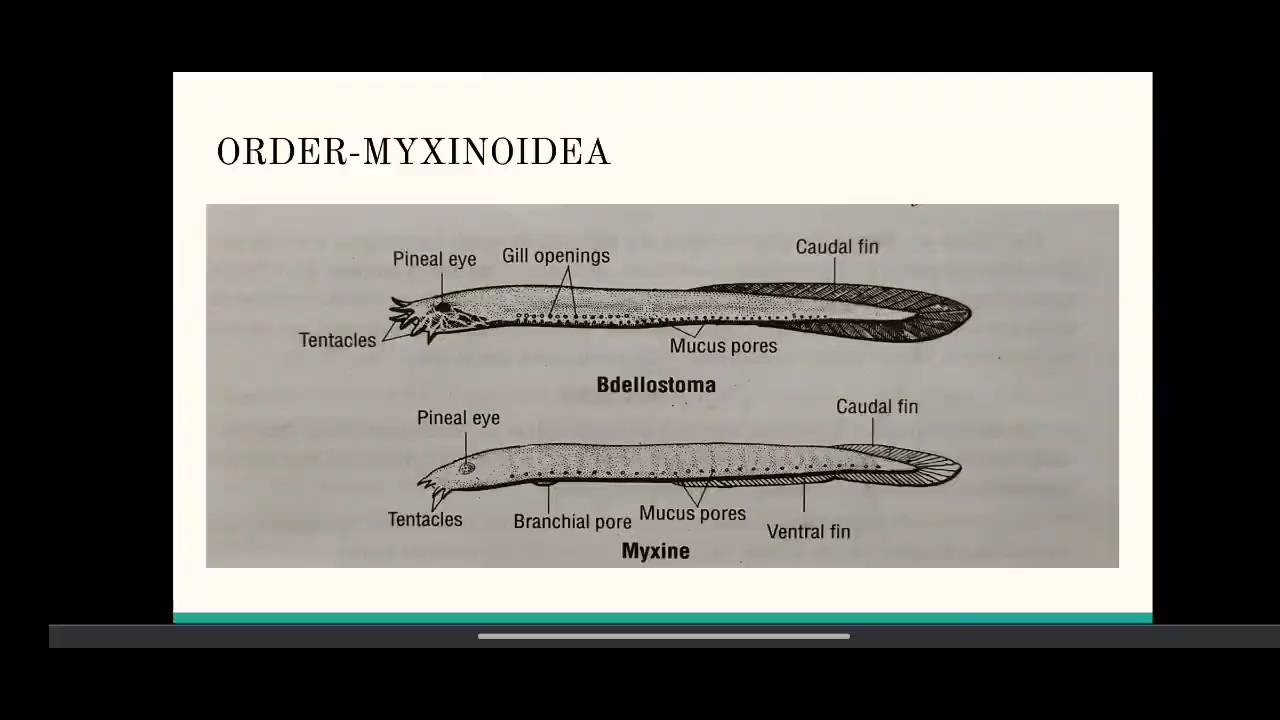 ORDER-MYXINOIDEA
Pineal eye
Gill openings
Caudal fin
Tentacles
Mucus pores
Bdellostoma
Pineal eye
Caudal fin
Tentacles
Branchial pore
Mucus pores
Ventral fin
Myxine